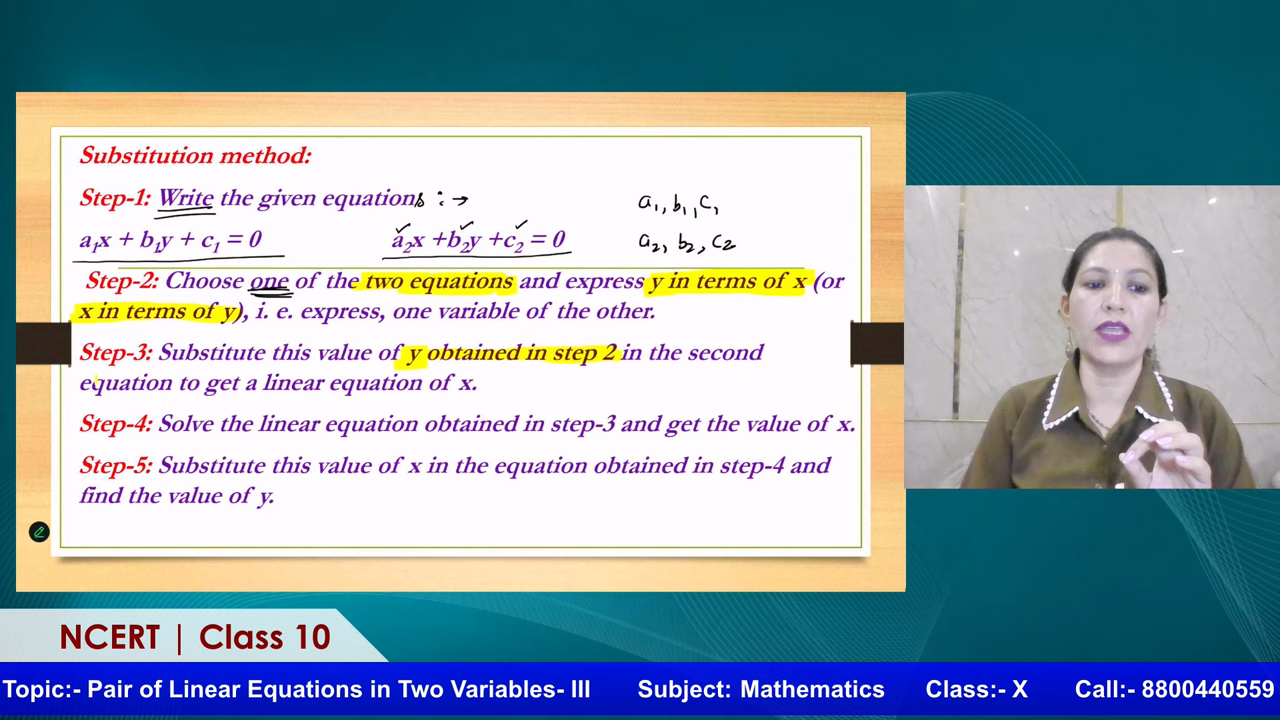 Substitution method:
Step-1: Write the given equations :→
a₁x + b₁y + c₁ = 0 a₂x +b₂y +c₂ = 0
a₁, b₁, c₁
a₂, b₂, c₂
Step-2: Choose one of the two equations and express y in terms of x (or
x in terms of y), i. e. express, one variable of the other.
Step-3: Substitute this value of y obtained in step 2 in the second
equation to get a linear equation of x.
Step-4: Solve the linear equation obtained in step-3 and get the value of x.
Step-5: Substitute this value of x in the equation obtained in step-4 and
find the value of y.
NCERT | Class 10
Topic:- Pair of Linear Equations in Two Variables- III Subject: Mathematics Class:- X Call:- 8800440559